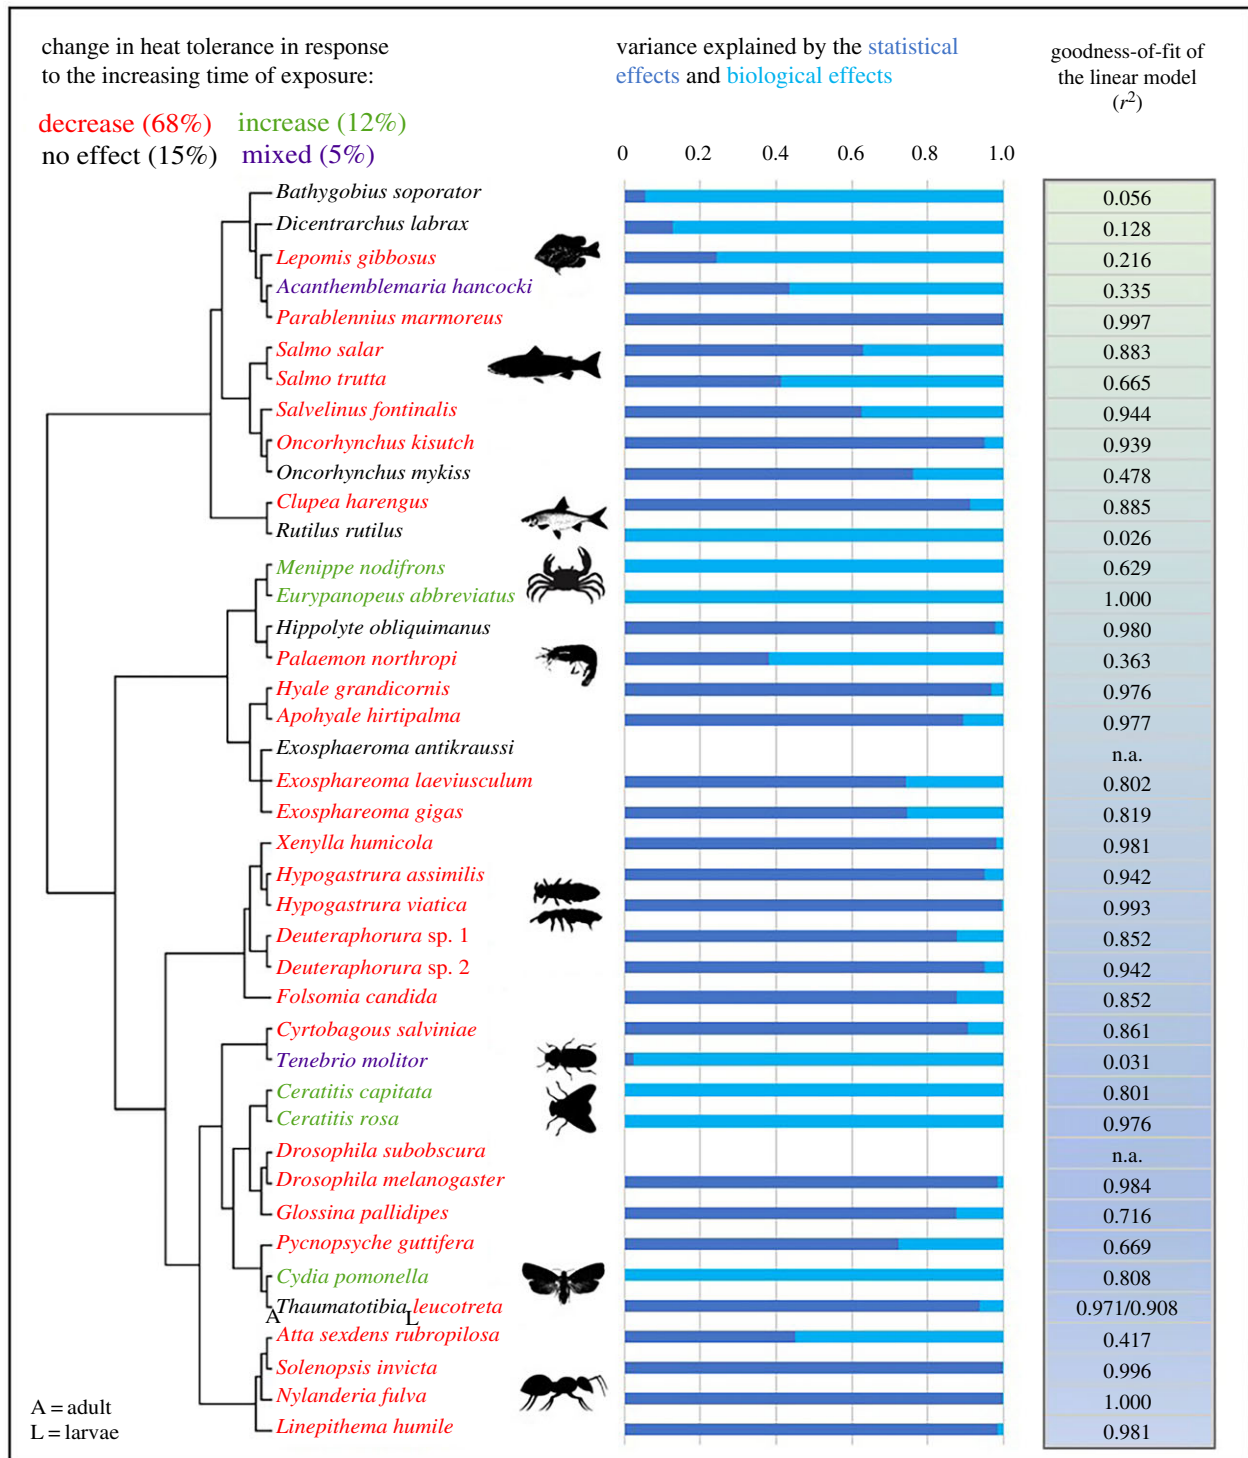 change in heat tolerance in response
to the increasing time of exposure:
decrease (68%) increase (12%)
no effect (15%) mixed (5%)
variance explained by the statistical
effects and biological effects
goodness-of-fit of
the linear model
(r²)
0 0.2 0.4 0.6 0.8 1.0
Bathygobius soporator 0.056
Dicentrarchus labrax 0.128
Lepomis gibbosus 0.216
Acanthemblemaria hancocki 0.335
Parablennius marmoreus 0.997
Salmo salar 0.883
Salmo trutta 0.665
Salvelinus fontinalis 0.944
Oncorhynchus kisutch 0.939
Oncorhynchus mykiss 0.478
Clupea harengus 0.885
Rutilus rutilus 0.026
Menippe nodifrons 0.629
Eurypanopeus abbreviatus 1.000
Hippolyte obliquimanus 0.980
Palaemon northropi 0.363
Hyale grandicornis 0.976
Apohyale hirtipalma 0.977
Exosphaeroma antikraussi n.a.
Exosphareoma laeviusculum 0.802
Exosphareoma gigas 0.819
Xenylla humicola 0.981
Hypogastrura assimilis 0.942
Hypogastrura viatica 0.993
Deuteraphorura sp. 1 0.852
Deuteraphorura sp. 2 0.942
Folsomia candida 0.852
Cyrtobagous salviniae 0.861
Tenebrio molitor 0.031
Ceratitis capitata 0.801
Ceratitis rosa 0.976
Drosophila subobscura n.a.
Drosophila melanogaster 0.984
Glossina pallidipes 0.716
Pycnopsyche guttifera 0.669
Cydia pomonella 0.808
Thaumatotibia leucotreta 0.971/0.908
A L
Atta sexdens rubropilosa 0.417
Solenopsis invicta 0.996
Nylanderia fulva 1.000
Linepithema humile 0.981
A = adult
L = larvae